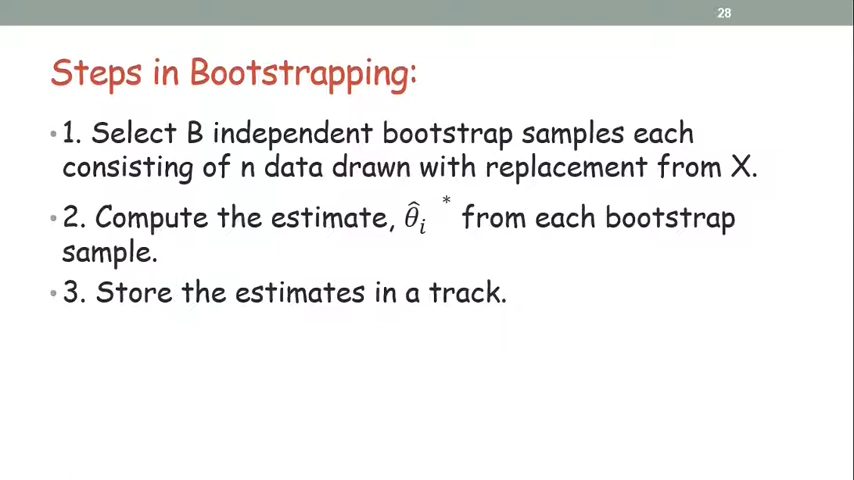 28
Steps in Bootstrapping:
• 1. Select B independent bootstrap samples each
consisting of n data drawn with replacement from X.
• 2. Compute the estimate, θ̂ᵢ * from each bootstrap
sample.
• 3. Store the estimates in a track.